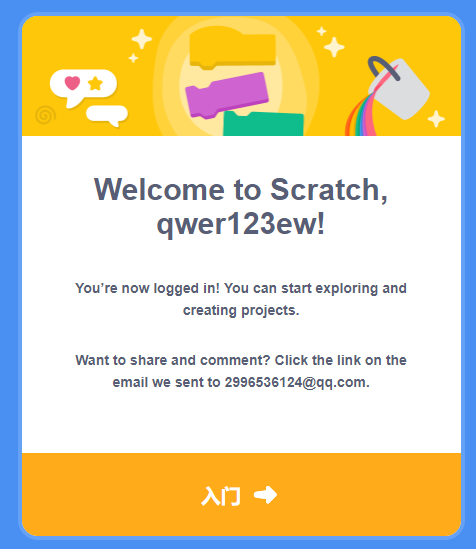 Welcome to Scratch,
qwer123ew!
You’re now logged in! You can start exploring and
creating projects.
Want to share and comment? Click the link on the
email we sent to 2996536124@qq.com.
入门